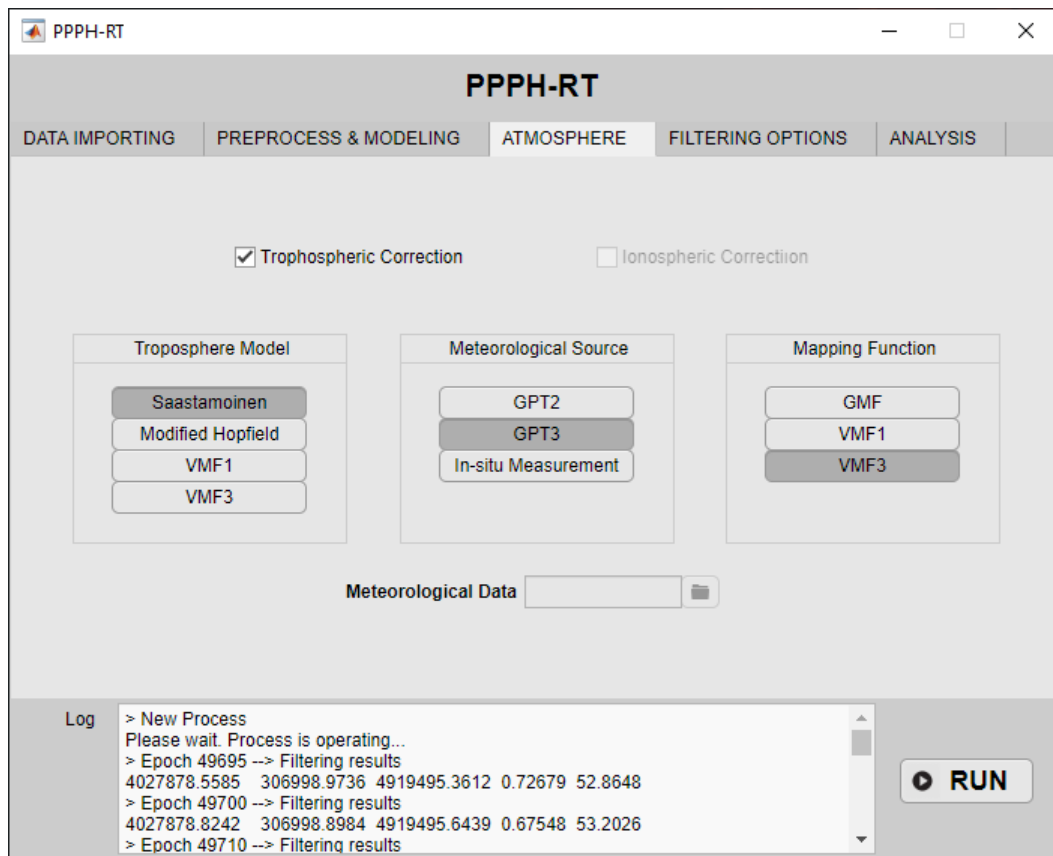 PPPH-RT
PPPH-RT
DATA IMPORTING PREPROCESS & MODELING ATMOSPHERE FILTERING OPTIONS ANALYSIS
Trophospheric Correction Ionospheric Correctiion
Troposphere Model Meteorological Source Mapping Function
Saastamoinen GPT2 GMF
Modified Hopfield GPT3 VMF1
VMF1 In-situ Measurement VMF3
VMF3
Meteorological Data
Log > New Process
Please wait. Process is operating...
> Epoch 49695 --> Filtering results
4027878.5585 306998.9736 4919495.3612 0.72679 52.8648
> Epoch 49700 --> Filtering results
4027878.8242 306998.8984 4919495.6439 0.67548 53.2026
> Epoch 49710 --> Filtering results
RUN